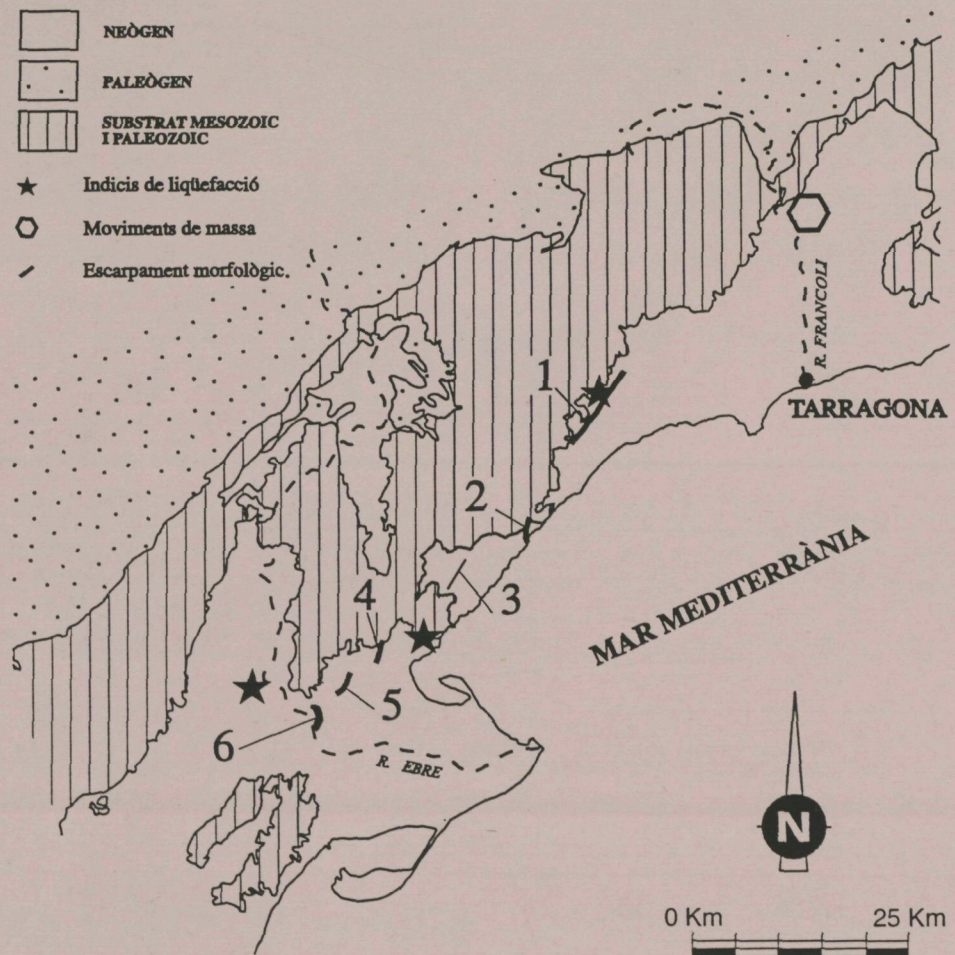 NEÒGEN
PALEÒGEN
SUBSTRAT MESOZOIC
I PALEOZOIC
Indicis de liqüefacció
Moviments de massa
Escarpament morfològic.
R. FRANCOLI
1
TARRAGONA
2
MAR MEDITERRÀNIA
3
4
5
6
R. EBRE
N
0 Km
25 Km